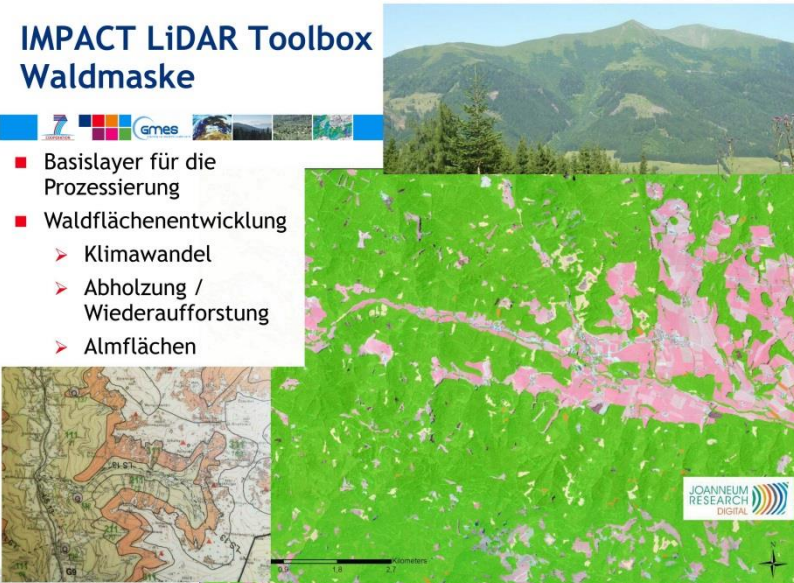 IMPACT LiDAR Toolbox
Waldmaske
7
Gmes
Basislayer für die
Prozessierung
Waldflächenentwicklung
Klimawandel
Abholzung /
Wiederaufforstung
Almflächen
JOANNEUM
RESEARCH
DIGITAL
Kilometers
0,9 1,8 2,7
N